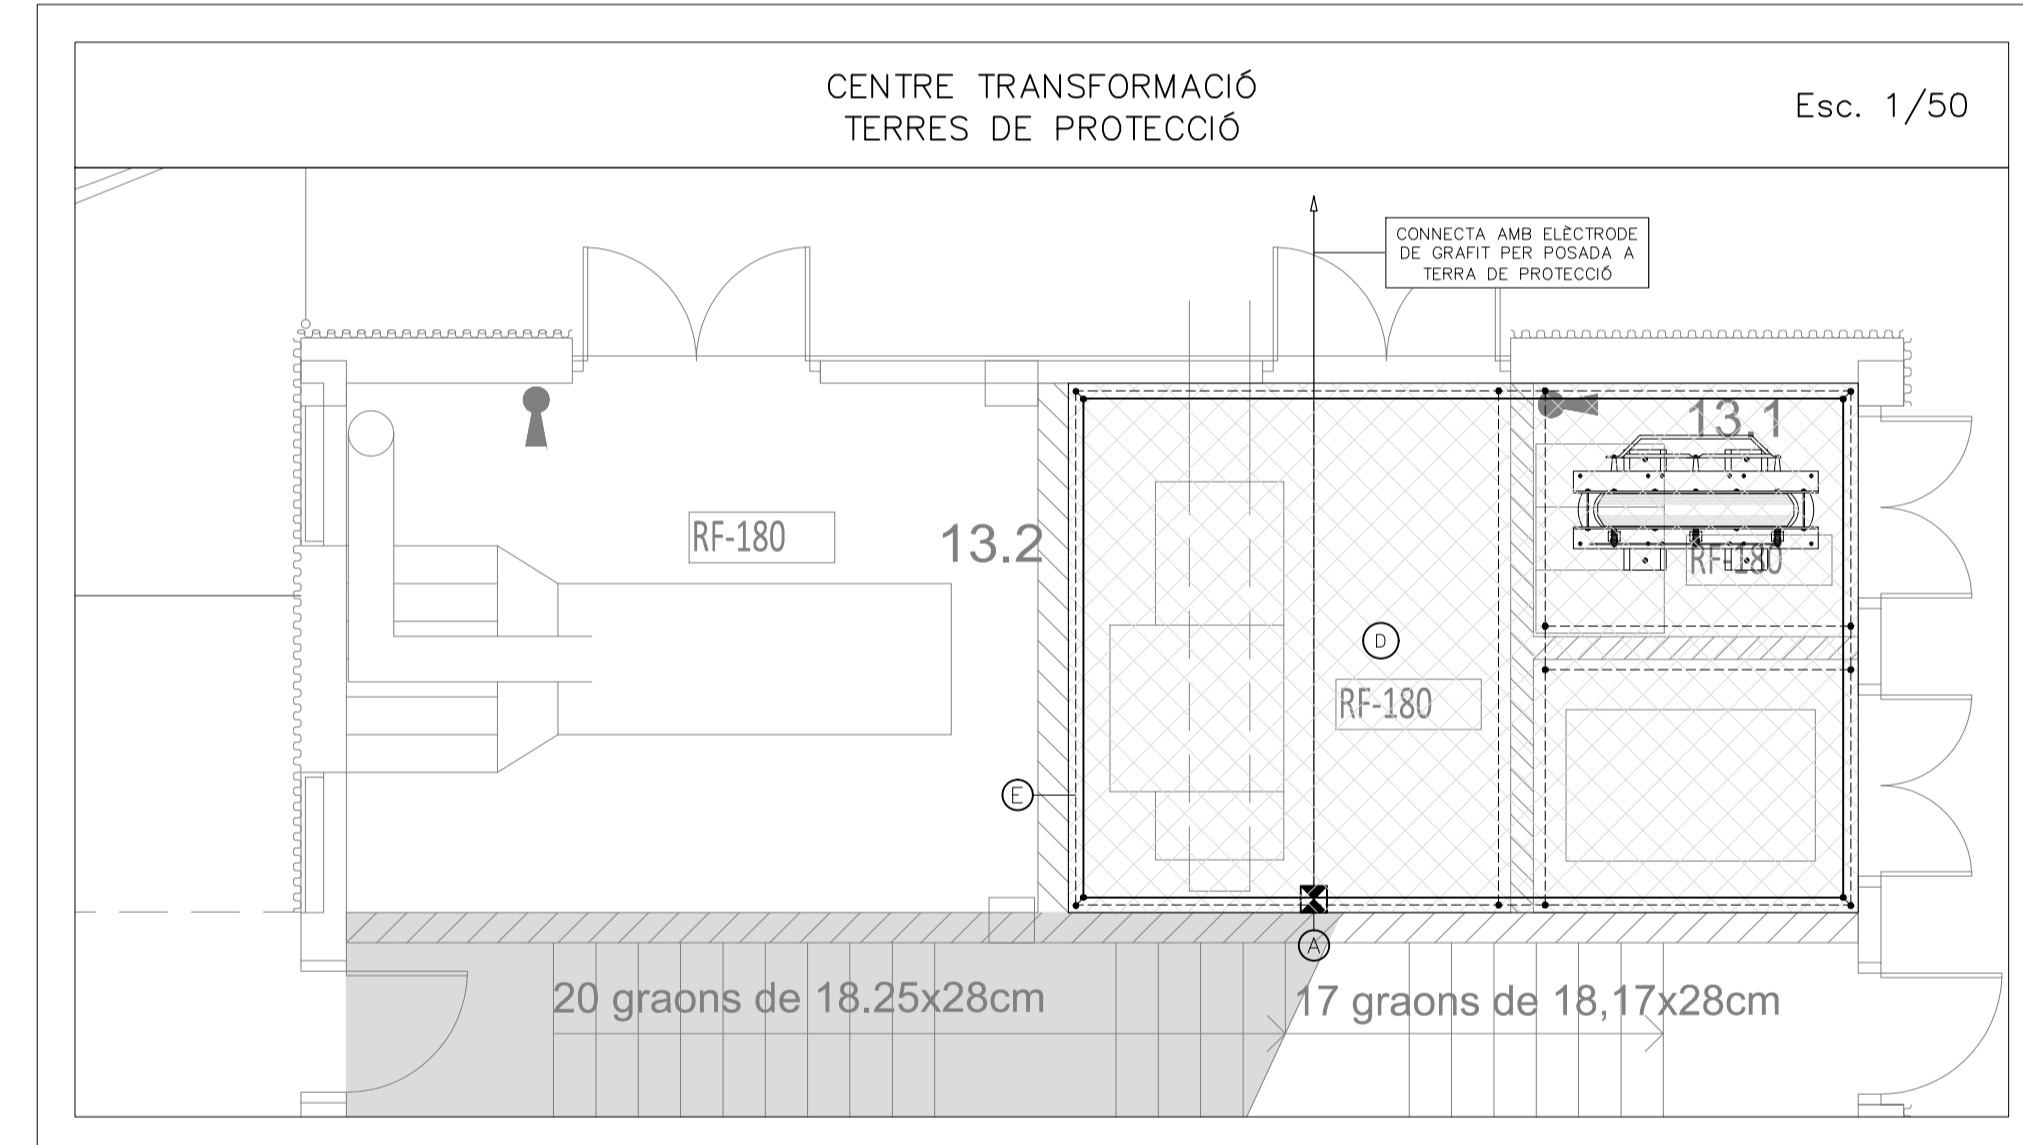 CENTRE TRANSFORMACIÓ
TERRES DE PROTECCIÓ
Esc. 1/50
CONNECTA AMB ELÈCTRODE
DE GRAFIT PER POSADA A
TERRA DE PROTECCIÓ
13.1
RF-180
13.2
RF-180
D
RF-180
E
A
20 graons de 18.25x28cm
17 graons de 18,17x28cm